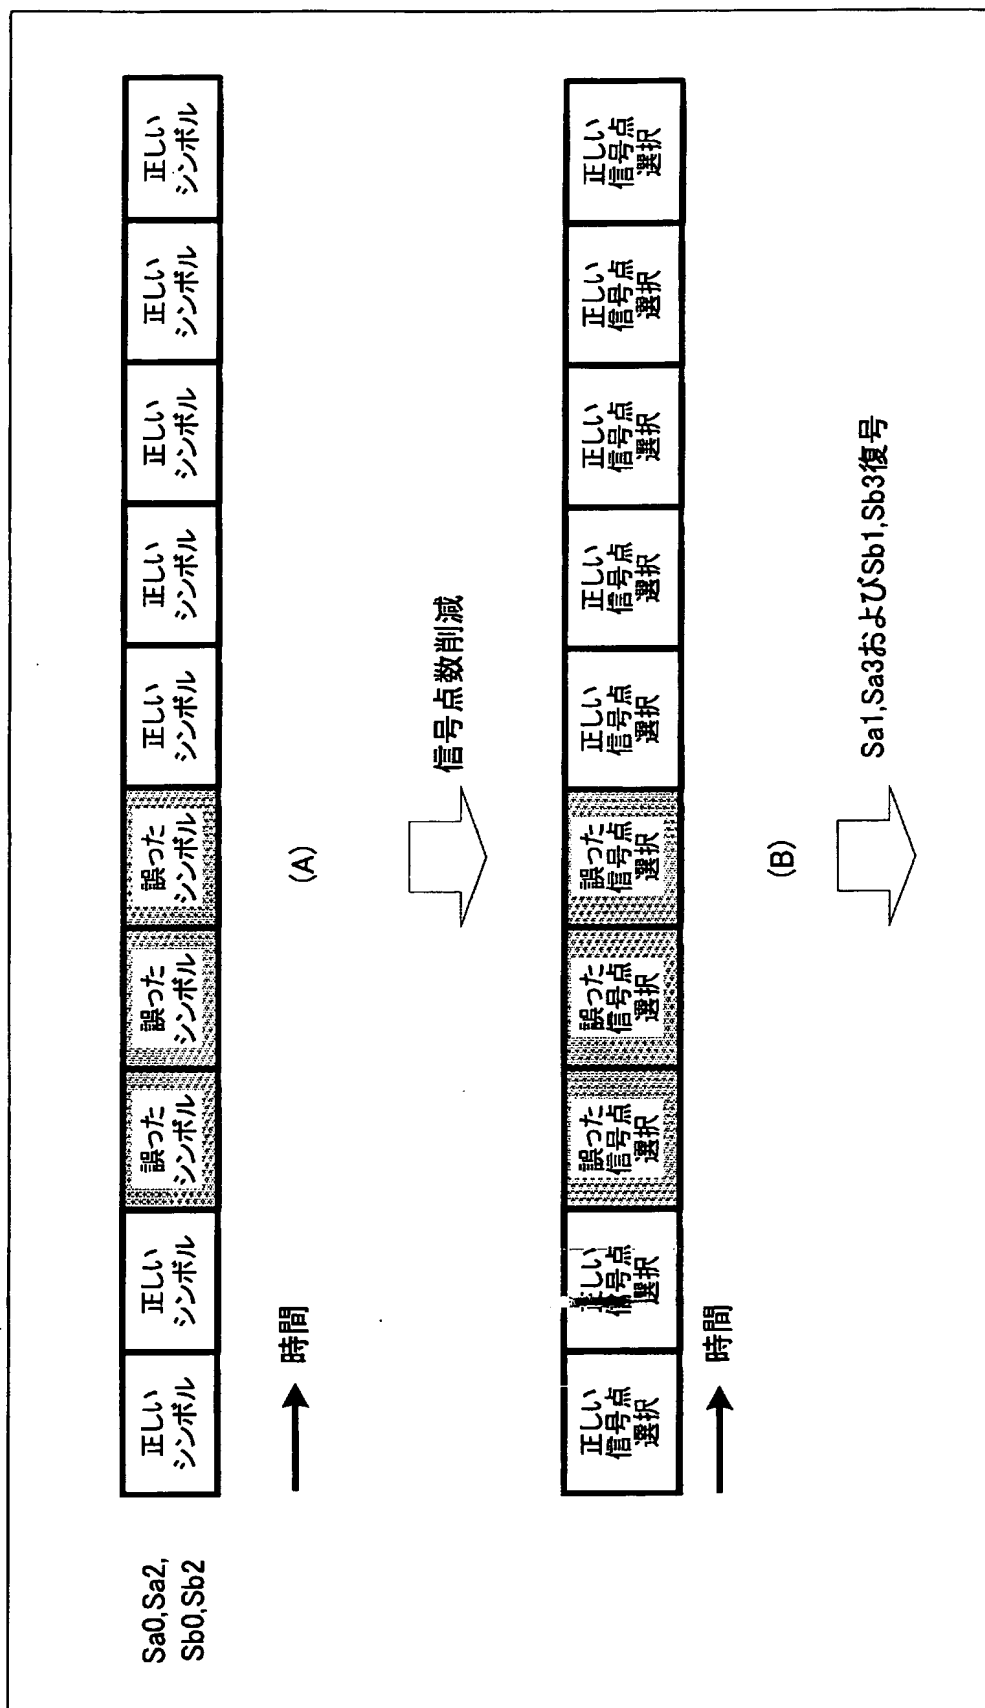 Sa0,Sa2,
Sb0,Sb2
正しい
シンボル
正しい
シンボル
誤った
シンボル
誤った
シンボル
誤った
シンボル
正しい
シンボル
正しい
シンボル
正しい
シンボル
正しい
シンボル
正しい
シンボル
時間
(A)
信号点数削減
正しい
信号点
選択
正しい
信号点
選択
誤った
信号点
選択
誤った
信号点
選択
誤った
信号点
選択
正しい
信号点
選択
正しい
信号点
選択
正しい
信号点
選択
正しい
信号点
選択
正しい
信号点
選択
時間
(B)
Sa1,Sa3およびSb1,Sb3復号